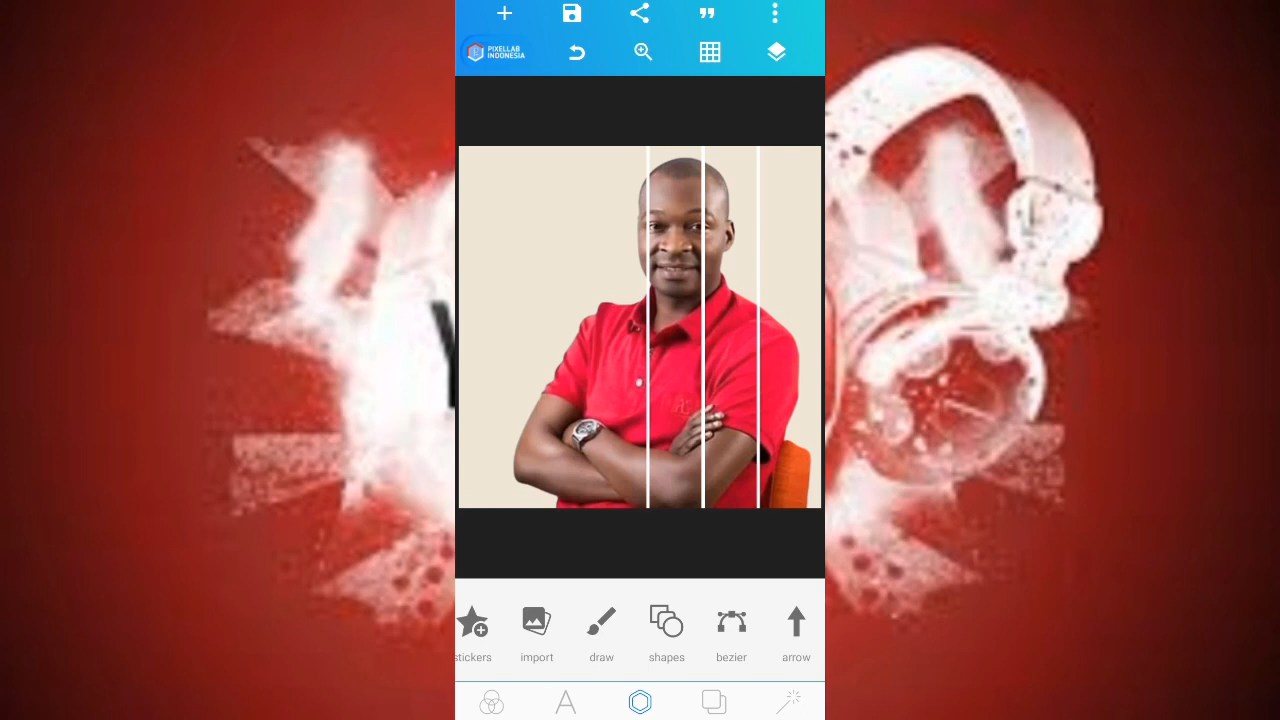 PIXELLAB
INDONESIA
stickers
import
draw
shapes
bezier
arrow